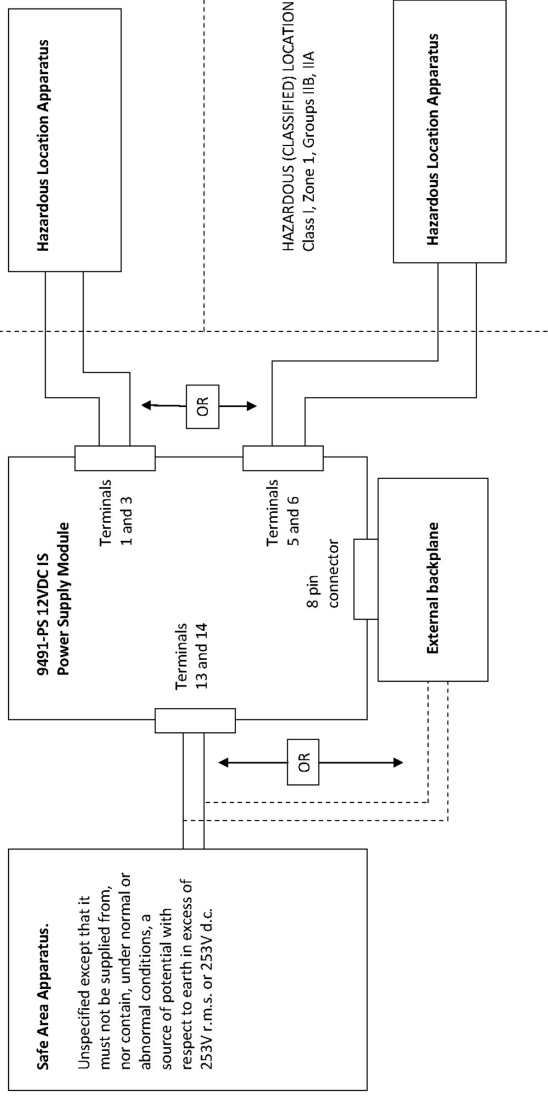 Safe Area Apparatus.
Unspecified except that it
must not be supplied from,
nor contain, under normal or
abnormal conditions, a
source of potential with
respect to earth in excess of
253V r.m.s. or 253V d.c.
OR
9491-PS 12VDC IS
Power Supply Module
Terminals
13 and 14
Terminals
1 and 3
Terminals
5 and 6
8 pin
connector
External backplane
OR
Hazardous Location Apparatus
HAZARDOUS (CLASSIFIED) LOCATION
Class I, Zone 1, Groups IIB, IIA
Hazardous Location Apparatus